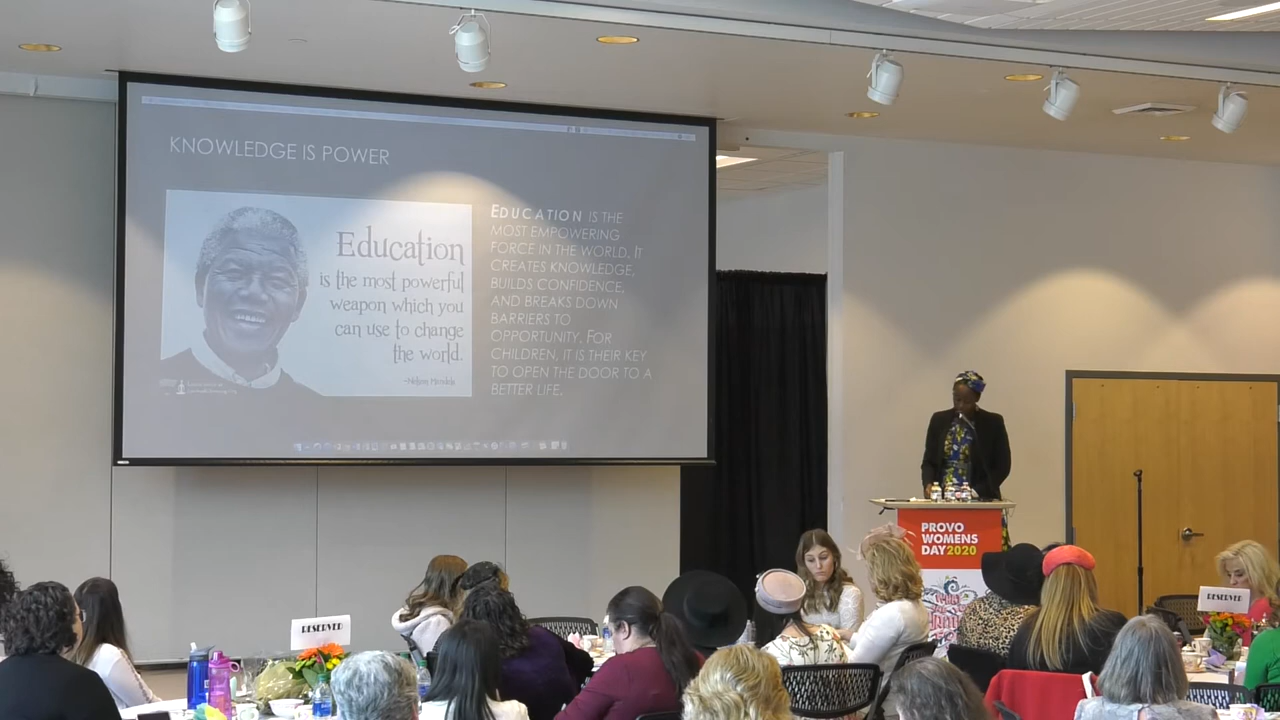 KNOWLEDGE IS POWER
Education
is the most powerful
weapon which you
can use to change
the world.
-Nelson Mandela
EDUCATION IS THE
MOST EMPOWERING
FORCE IN THE WORLD. IT
CREATES KNOWLEDGE,
BUILDS CONFIDENCE,
AND BREAKS DOWN
BARRIERS TO
OPPORTUNITY. FOR
CHILDREN, IT IS THEIR KEY
TO OPEN THE DOOR TO A
BETTER LIFE.
PROVO
WOMENS
DAY2020
RESERVED
RESERVED